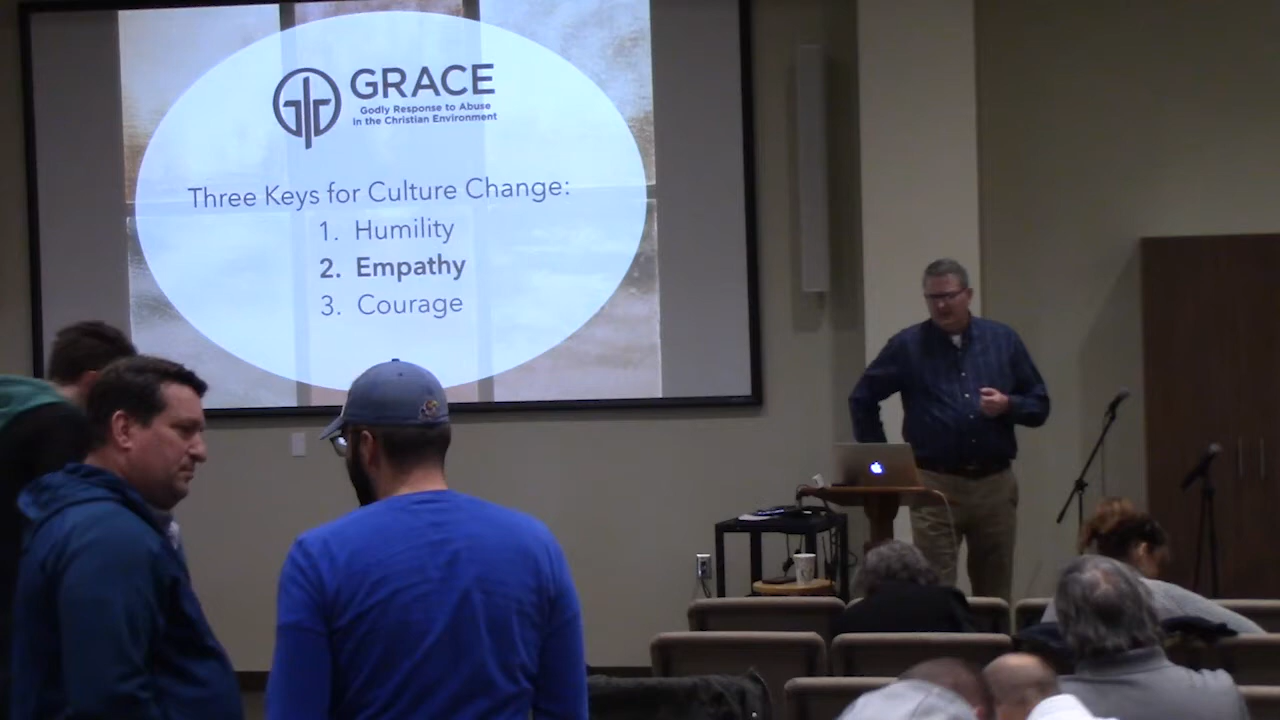 GRACE
Godly Response to Abuse
in the Christian Environment
Three Keys for Culture Change:
1. Humility
2. Empathy
3. Courage